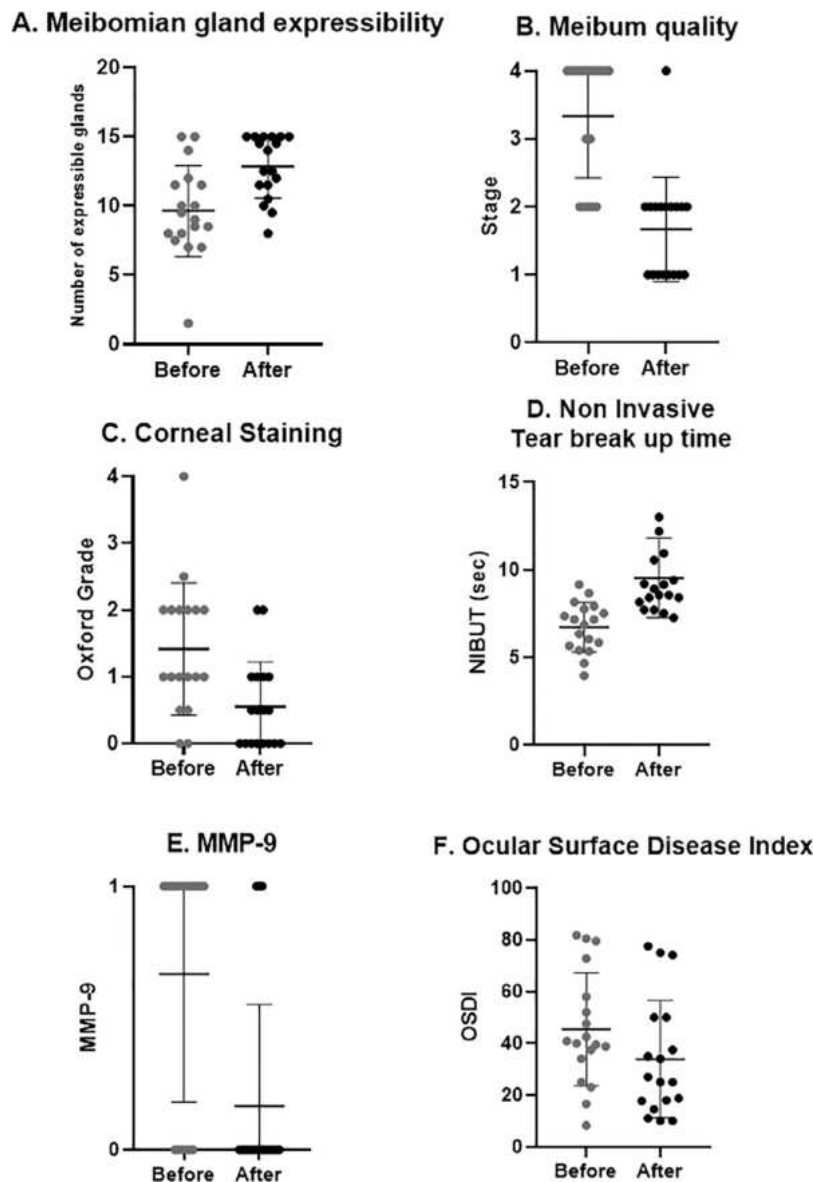 A. Meibomian gland expressibility
Number of expressible glands
20
15
10
5
0
Before After
B. Meibum quality
Stage
4
3
2
1
0
Before After
C. Corneal Staining
Oxford Grade
4
3
2
1
0
Before After
D. Non Invasive
Tear break up time
NIBUT (sec)
15
10
5
0
Before After
E. MMP-9
MMP-9
1
0
Before After
F. Ocular Surface Disease Index
OSDI
100
80
60
40
20
0
Before After